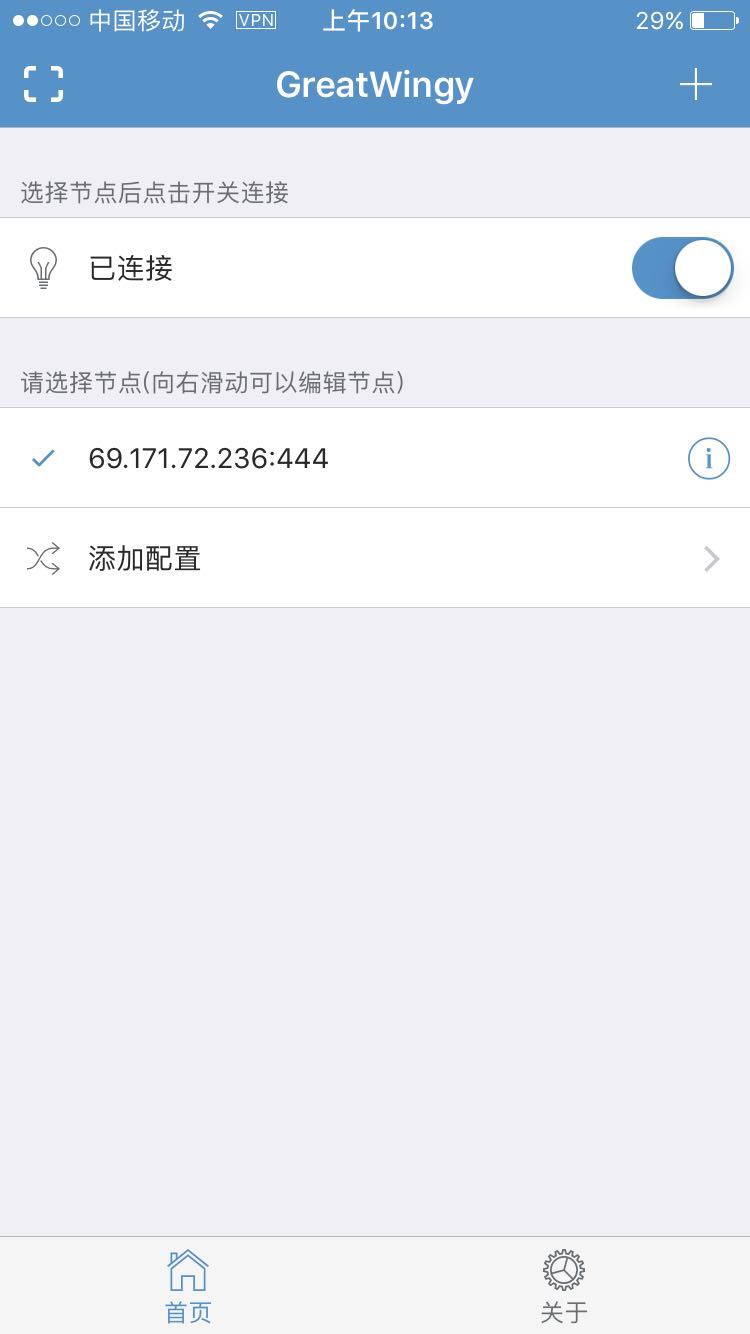 中国移动 VPN 上午10:13 29%
GreatWingy
选择节点后点击开关连接
已连接
请选择节点(向右滑动可以编辑节点)
69.171.72.236:444
添加配置
首页 关于